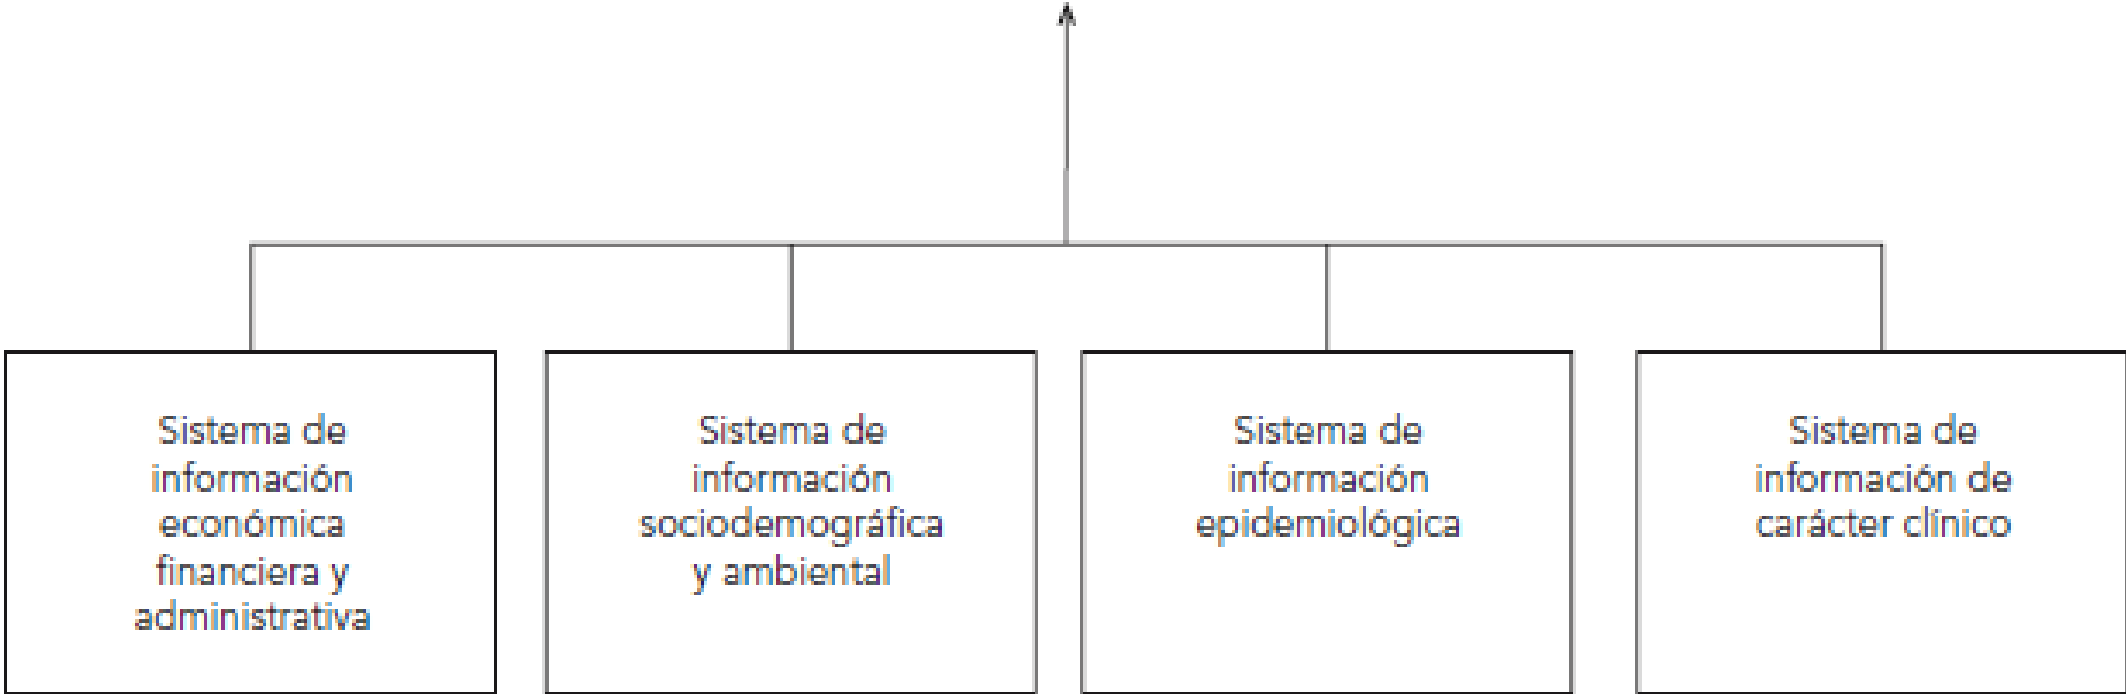 Sistema de
información
económica
financiera y
administrativa
Sistema de
información
sociodemográfica
y ambiental
Sistema de
información
epidemiológica
Sistema de
información de
carácter clínico